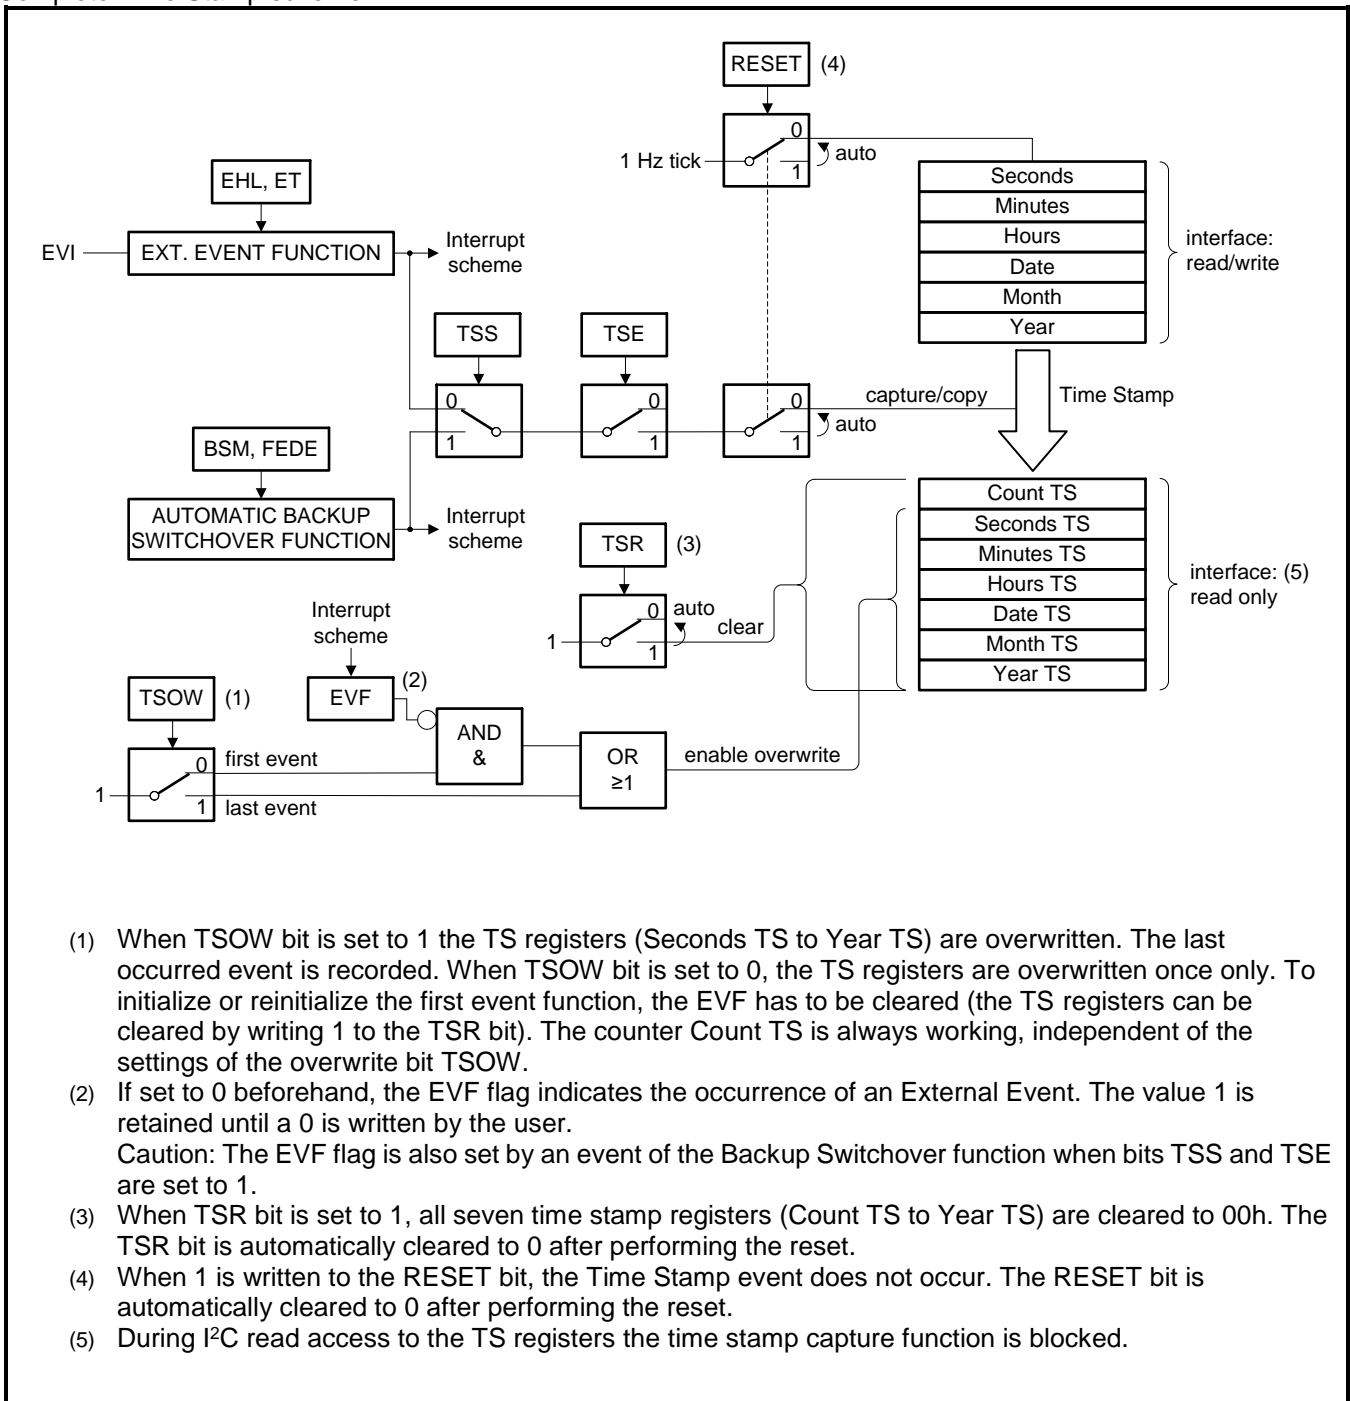 RESET (4)
0
1 Hz tick
auto
1
Seconds
Minutes
Hours
Date
Month
Year
interface:
read/write
EHL, ET
EVI
EXT. EVENT FUNCTION
Interrupt
scheme
TSS
TSE
0
1
0
1
0
1
auto
capture/copy
Time Stamp
BSM, FEDE
AUTOMATIC BACKUP
SWITCHOVER FUNCTION
Interrupt
scheme
Count TS
Seconds TS
Minutes TS
Hours TS
Date TS
Month TS
Year TS
interface: (5)
read only
TSR (3)
1
0
1
auto
clear
Interrupt
scheme
EVF
(2)
TSOW (1)
1
0
1
first event
last event
AND
&
OR
≥1
enable overwrite
(1) When TSOW bit is set to 1 the TS registers (Seconds TS to Year TS) are overwritten. The last
occurred event is recorded. When TSOW bit is set to 0, the TS registers are overwritten once only. To
initialize or reinitialize the first event function, the EVF has to be cleared (the TS registers can be
cleared by writing 1 to the TSR bit). The counter Count TS is always working, independent of the
settings of the overwrite bit TSOW.
(2) If set to 0 beforehand, the EVF flag indicates the occurrence of an External Event. The value 1 is
retained until a 0 is written by the user.
Caution: The EVF flag is also set by an event of the Backup Switchover function when bits TSS and TSE
are set to 1.
(3) When TSR bit is set to 1, all seven time stamp registers (Count TS to Year TS) are cleared to 00h. The
TSR bit is automatically cleared to 0 after performing the reset.
(4) When 1 is written to the RESET bit, the Time Stamp event does not occur. The RESET bit is
automatically cleared to 0 after performing the reset.
(5) During I²C read access to the TS registers the time stamp capture function is blocked.